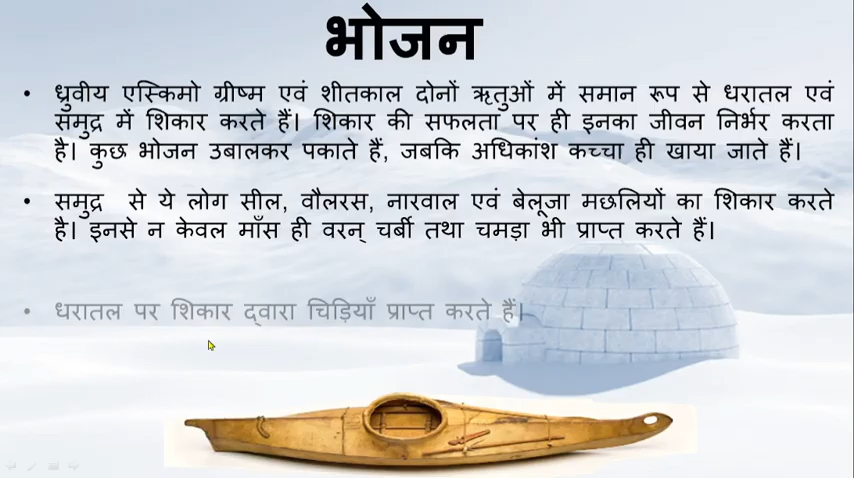 भोजन
• ध्रुवीय एस्किमो ग्रीष्म एवं शीतकाल दोनों ऋतुओं में समान रूप से धरातल एवं
समुद्र में शिकार करते हैं। शिकार की सफलता पर ही इनका जीवन निर्भर करता
है। कुछ भोजन उबालकर पकाते हैं, जबकि अधिकांश कच्चा ही खाया जाते हैं।
• समुद्र से ये लोग सील, वौलरस, नारवाल एवं बेलूजा मछलियों का शिकार करते
है। इनसे न केवल माँस ही वरन् चर्बी तथा चमड़ा भी प्राप्त करते हैं।
• धरातल पर शिकार द्वारा चिड़ियाँ प्राप्त करते हैं।